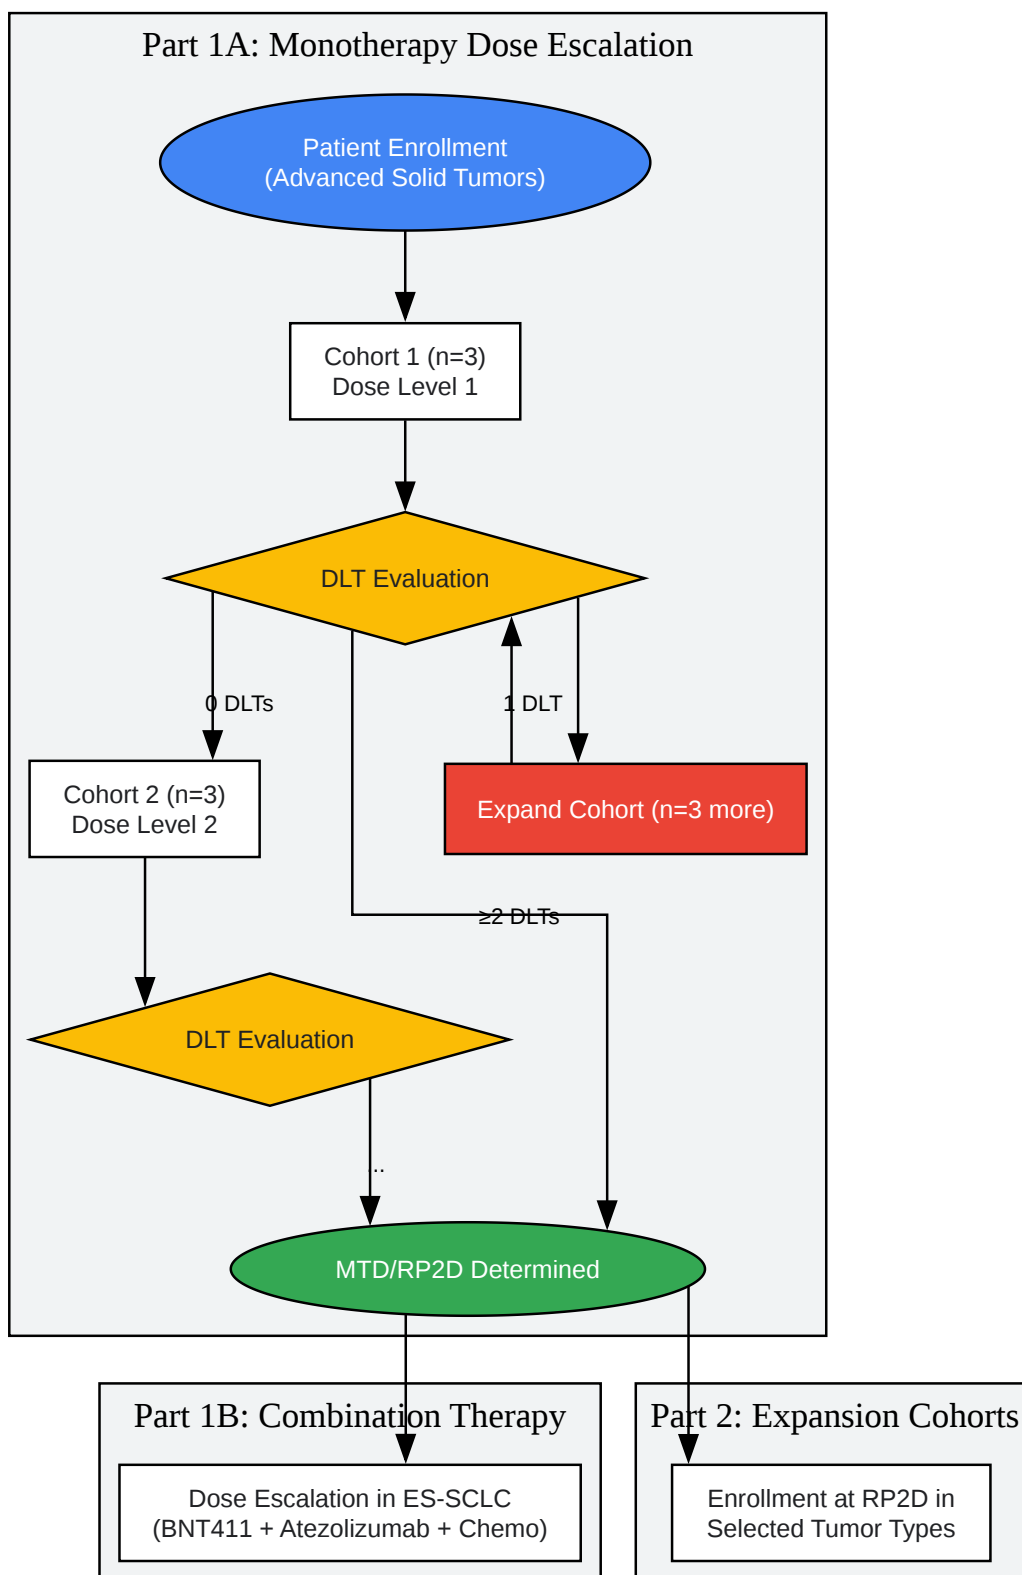 Part 1A: Monotherapy Dose Escalation
Patient Enrollment
(Advanced Solid Tumors)
Cohort 1 (n=3)
Dose Level 1
DLT Evaluation
0 DLTs
1 DLT
Cohort 2 (n=3)
Dose Level 2
Expand Cohort (n=3 more)
≥2 DLTs
DLT Evaluation
...
MTD/RP2D Determined
Part 1B: Combination Therapy
Dose Escalation in ES-SCLC
(BNT411 + Atezolizumab + Chemo)
Part 2: Expansion Cohorts
Enrollment at RP2D in
Selected Tumor Types